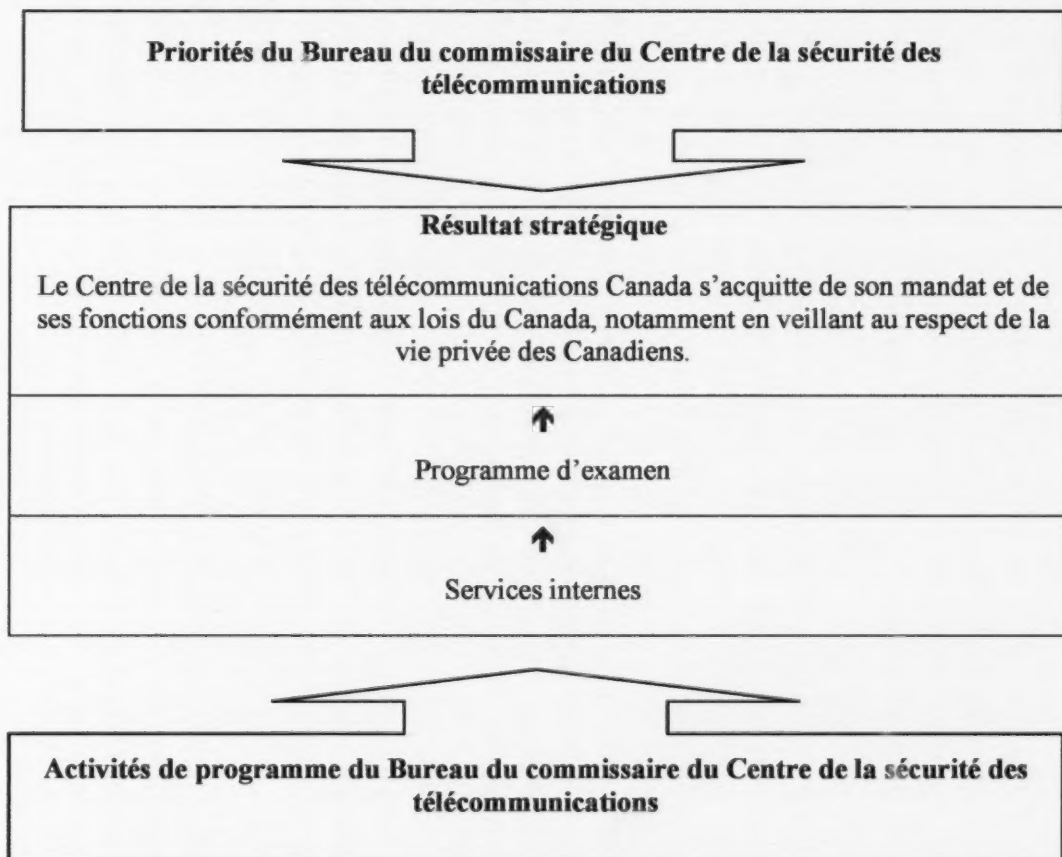 Priorités du Bureau du commissaire du Centre de la sécurité des
télécommunications
Résultat stratégique
Le Centre de la sécurité des télécommunications Canada s'acquitte de son mandat et de
ses fonctions conformément aux lois du Canada, notamment en veillant au respect de la
vie privée des Canadiens.
Programme d'examen
Services internes
Activités de programme du Bureau du commissaire du Centre de la sécurité des
télécommunications